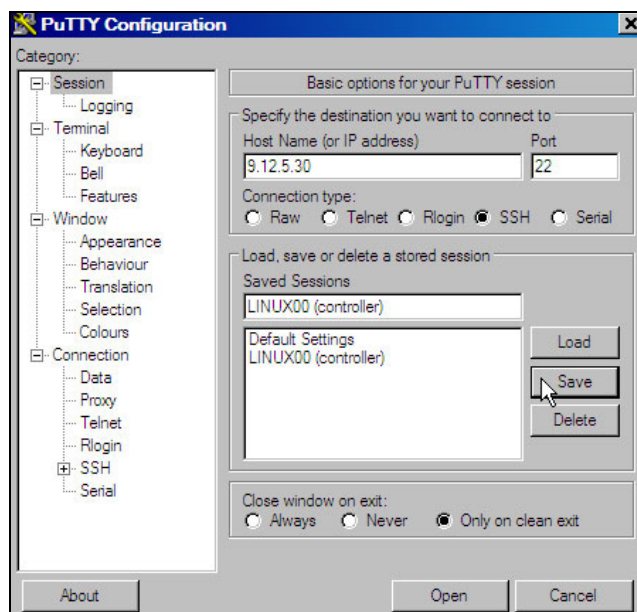 PuTTY Configuration
Category:
Session
Logging
Terminal
Keyboard
Bell
Features
Window
Appearance
Behaviour
Translation
Selection
Colours
Connection
Data
Proxy
Telnet
Rlogin
SSH
Serial
Basic options for your PuTTY session
Specify the destination you want to connect to
Host Name (or IP address) Port
9.12.5.30 22
Connection type:
Raw Telnet Rlogin SSH Serial
Load, save or delete a stored session
Saved Sessions
LINUX00 (controller)
Default Settings
LINUX00 (controller)
Load
Save
Delete
Close window on exit:
Always Never Only on clean exit
About Open Cancel